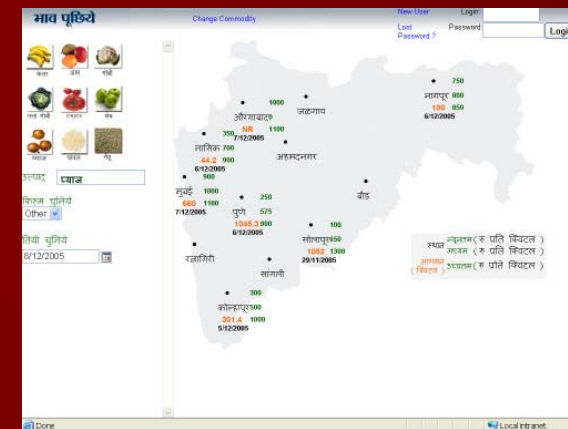 भाव पूछिये
Change Commodity
New User
Login:
Lost Password ?
Password
Login
केला
आम
गोभी
पत्ता गोभी
टमाटर
सेब
प्याज
चावल
गेहू
उत्पाद
प्याज
किस्म चुनिये
Other
8/12/2005
नागपूर
750
800
100 850
6/12/2005
जळगाव
औरंगाबाद
1000
NR 1100
7/12/2005
अहमदनगर
नासिक
350
700
44.2 900
6/12/2005
मुंबई
900
1000
660 1100
7/12/2005
पुणे
250
575
1045.3 900
6/12/2005
बीड
सोलापूर
100
650
1052 1300
29/11/2005
रत्नागिरी
सांगली
कोल्हापूर
300
500
351.4 1000
5/12/2005
स्थान
न्यूनतम ( रु प्रति क्विंटल )
मध्यम ( रु प्रति क्विंटल )
आगमन ( क्विंटल )
उच्चतम ( रु प्रति क्विंटल )
Done
Local intranet